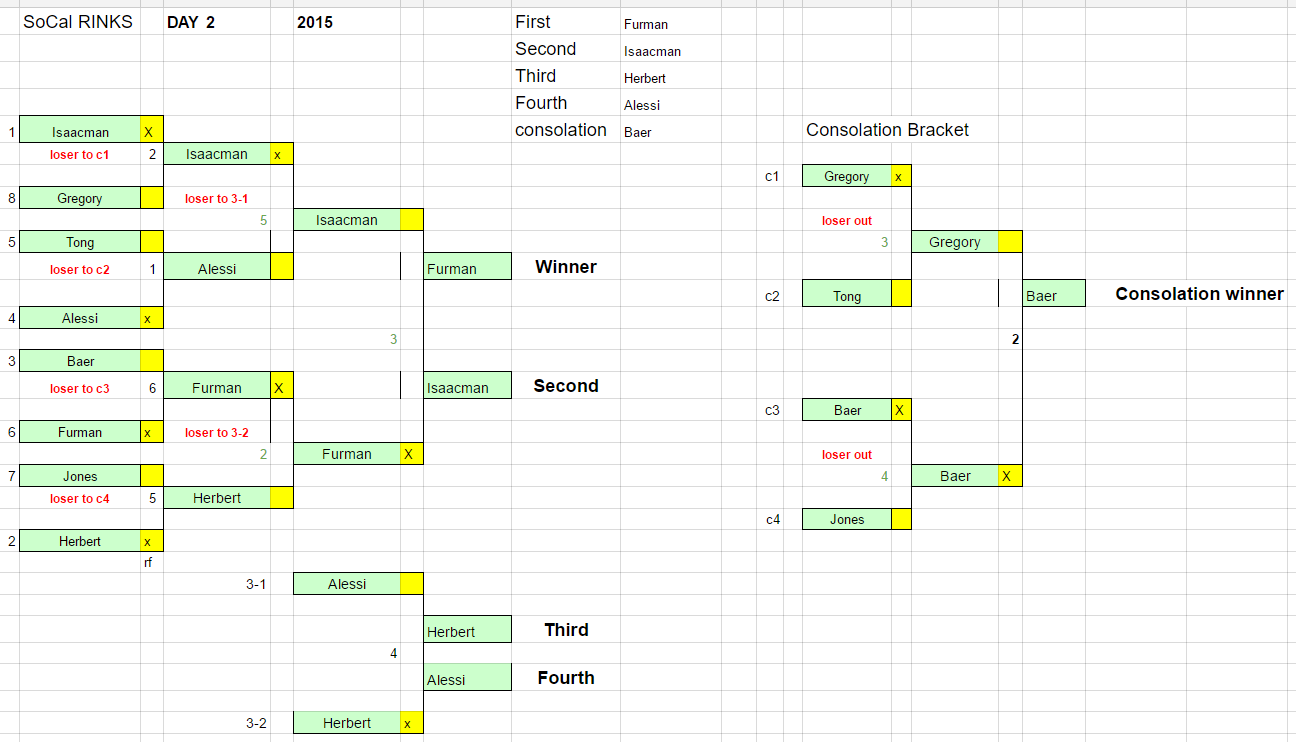 SoCal RINKS DAY 2 2015 First Furman
Second Isaacman
Third Herbert
Fourth Alessi
consolation Baer Consolation Bracket
1 Isaacman X
loser to c1 2 Isaacman x
c1 Gregory x
8 Gregory loser to 3-1
5 Isaacman loser out
5 Tong 3 Gregory
loser to c2 1 Alessi Furman Winner
c2 Tong Baer Consolation winner
4 Alessi x
3 2
3 Baer
loser to c3 6 Furman X Isaacman Second
c3 Baer X
6 Furman x loser to 3-2
2 Furman X loser out
7 Jones 4 Baer X
loser to c4 5 Herbert
c4 Jones
2 Herbert x
rf
3-1 Alessi
Herbert Third
4
Alessi Fourth
3-2 Herbert x